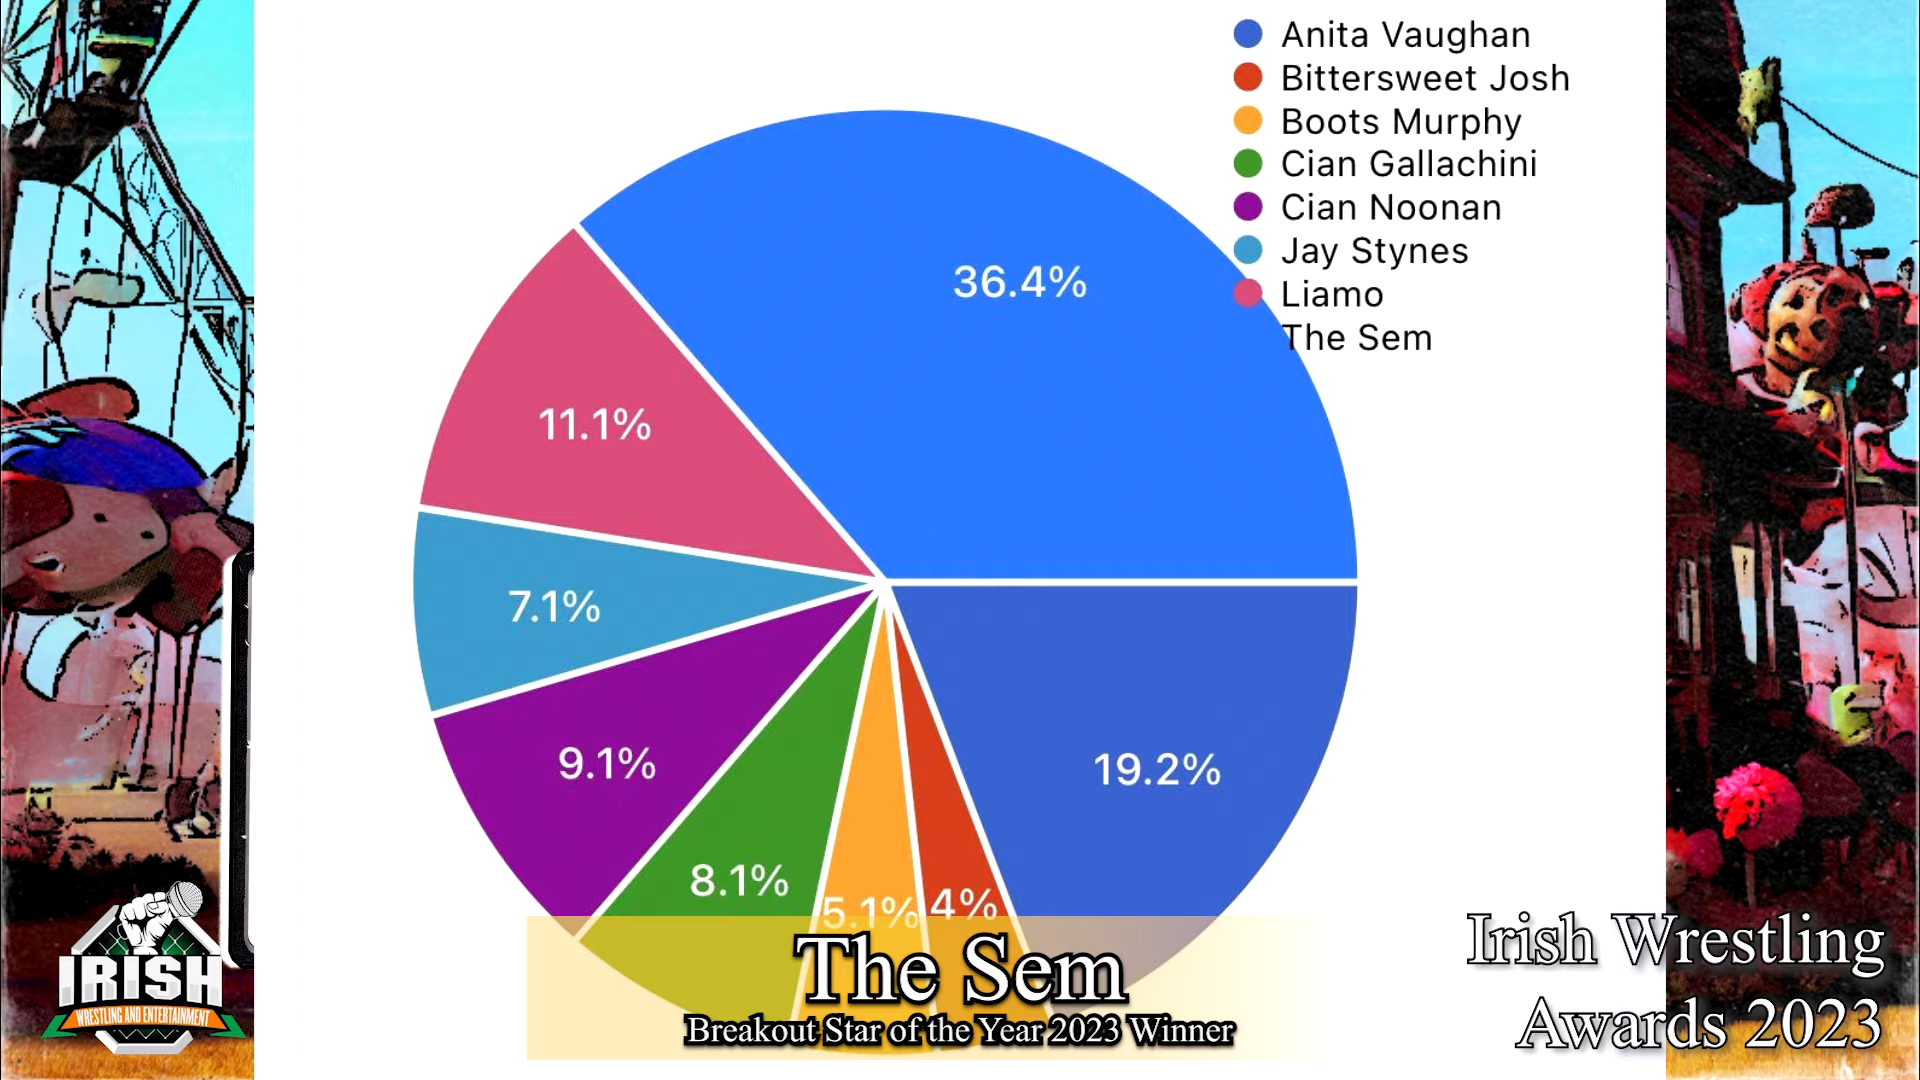 Anita Vaughan
Bittersweet Josh
Boots Murphy
Cian Gallachini
Cian Noonan
Jay Stynes
Liamo
The Sem
36.4%
11.1%
7.1%
9.1%
19.2%
8.1%
5.1%
4%
The Sem
Breakout Star of the Year 2023 Winner
Irish Wrestling
Awards 2023
IRISH
WRESTLING AND ENTERTAINMENT